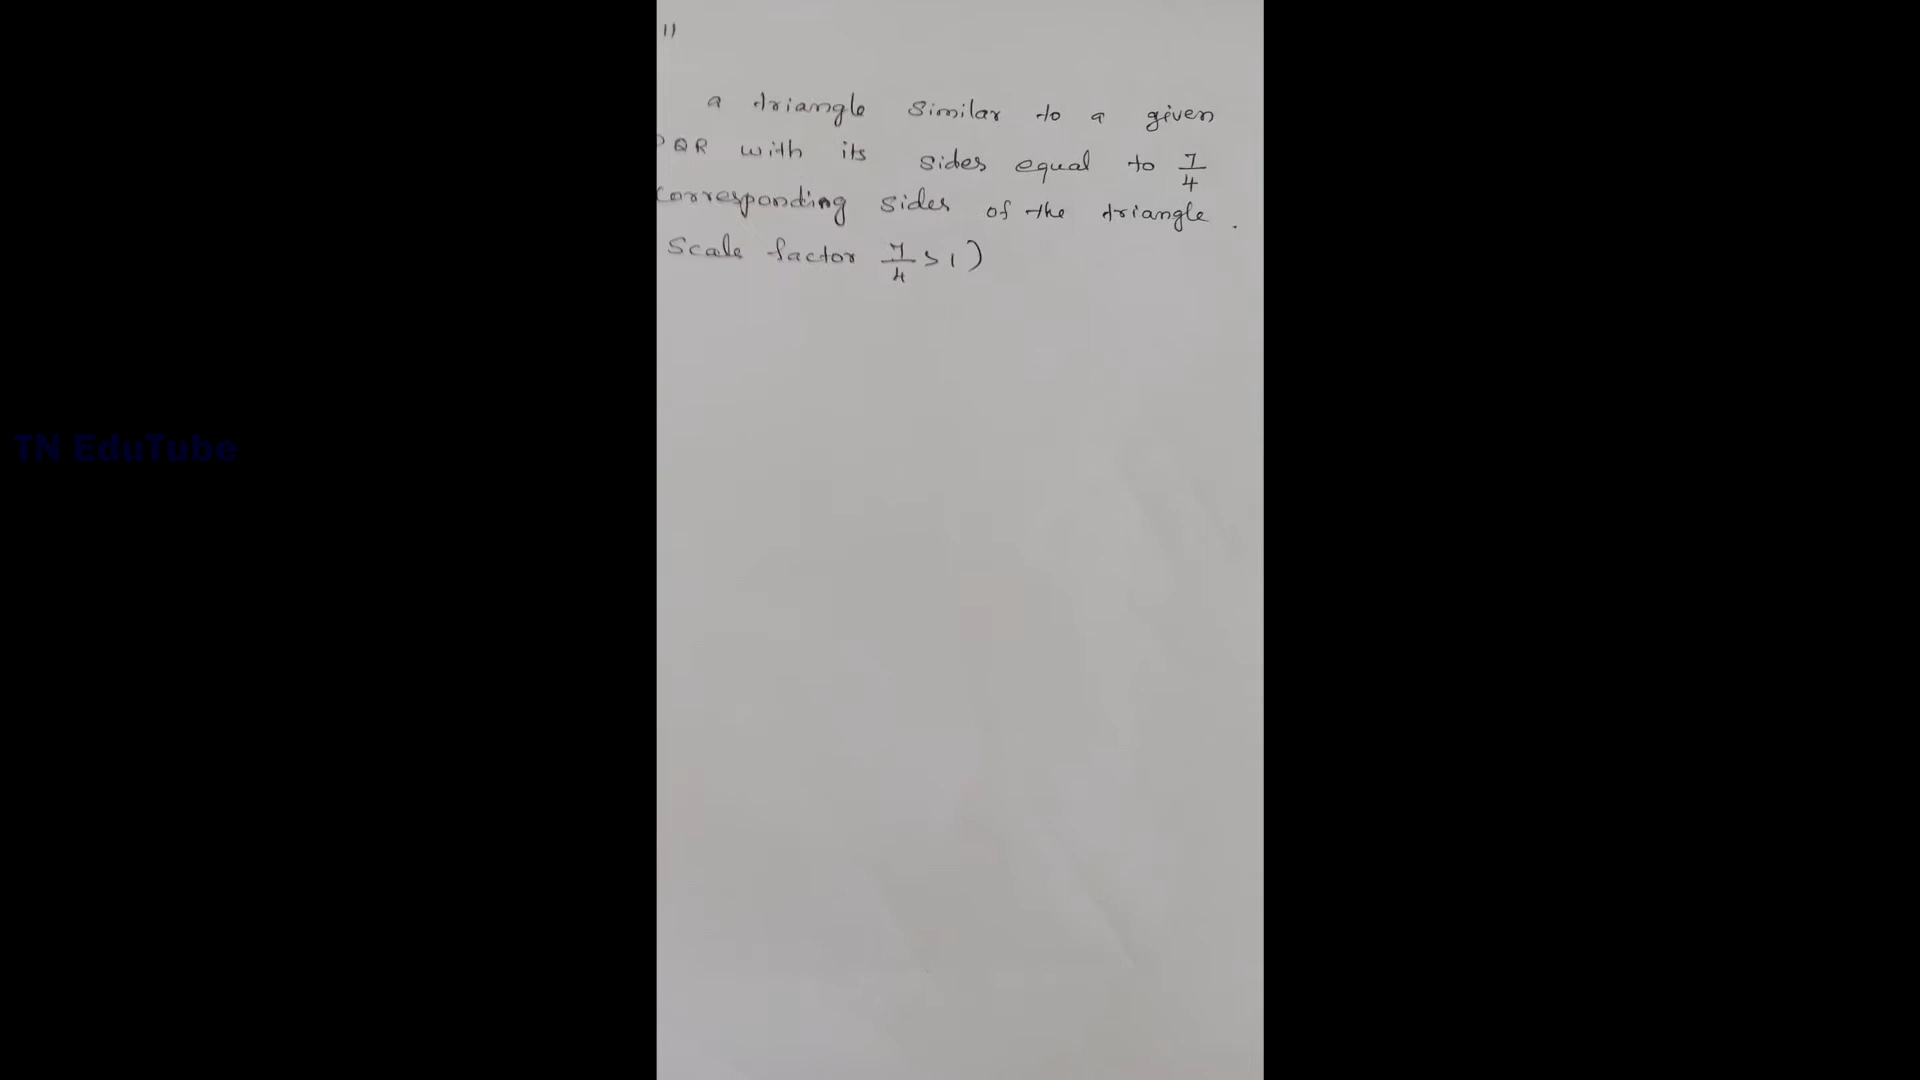 11)
a triangle similar to a given
PQR with its sides equal to 7/4
corresponding sides of the triangle.
Scale factor 7/4 > 1)
TN EduTube